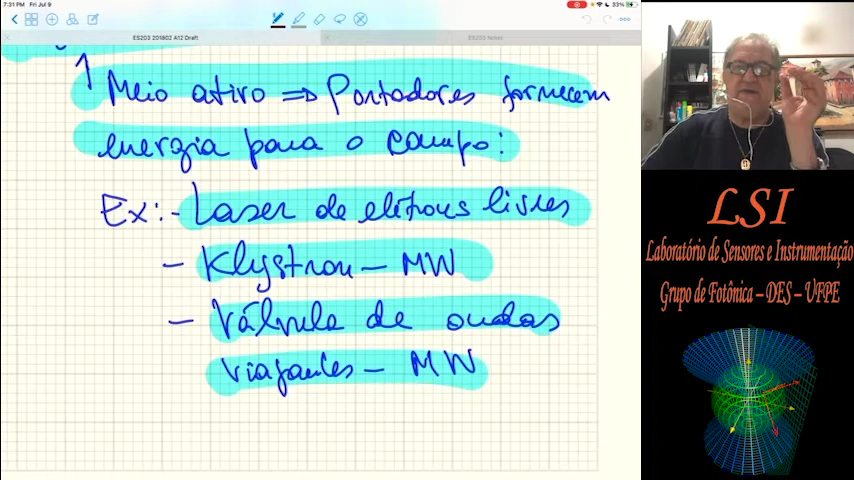 7:31 PM Fri Jul 9
33%
ES203 201802 A12 Draft
ES203 Notes
Meio ativo ⇒ Portadores fornecem
energia para o campo:
Ex:- Laser de elétrons livres
- Klystron - MW
- Válvula de ondas
viajantes - MW
LSI
Laboratório de Sensores e Instrumentação
Grupo de Fotônica – DES – UFPE